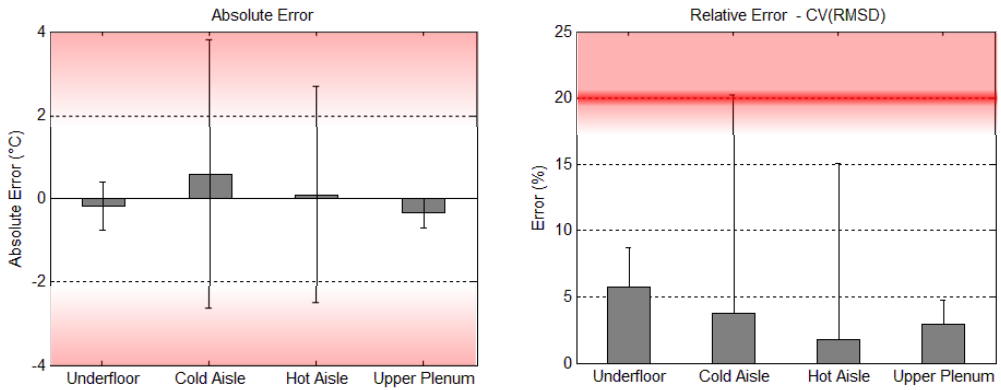 Absolute Error
4
2
0
-2
-4
Absolute Error (°C)
Underfloor Cold Aisle Hot Aisle Upper Plenum
Relative Error - CV(RMSD)
25
20
15
10
5
0
Error (%)
Underfloor Cold Aisle Hot Aisle Upper Plenum